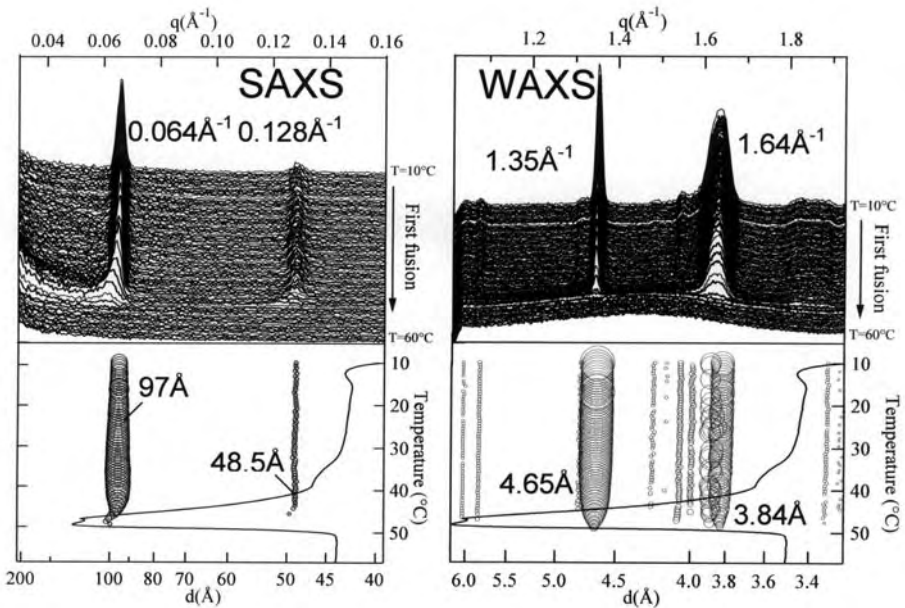 q(Å⁻¹)
0.04 0.06 0.08 0.10 0.12 0.14 0.16
SAXS
0.064Å⁻¹ 0.128Å⁻¹
T=10°C
First fusion
T=60°C
97Å
48.5Å
10
20
30
40
50
Temperature (°C)
200 100 90 80 70 60 50 45 40
d(Å)
q(Å⁻¹)
1.2 1.4 1.6 1.8
WAXS
1.35Å⁻¹
1.64Å⁻¹
T=10°C
First fusion
T=60°C
4.65Å
3.84Å
10
20
30
40
50
Temperature (°C)
6.0 5.5 5.0 4.5 4.0 3.8 3.6 3.4
d(Å)